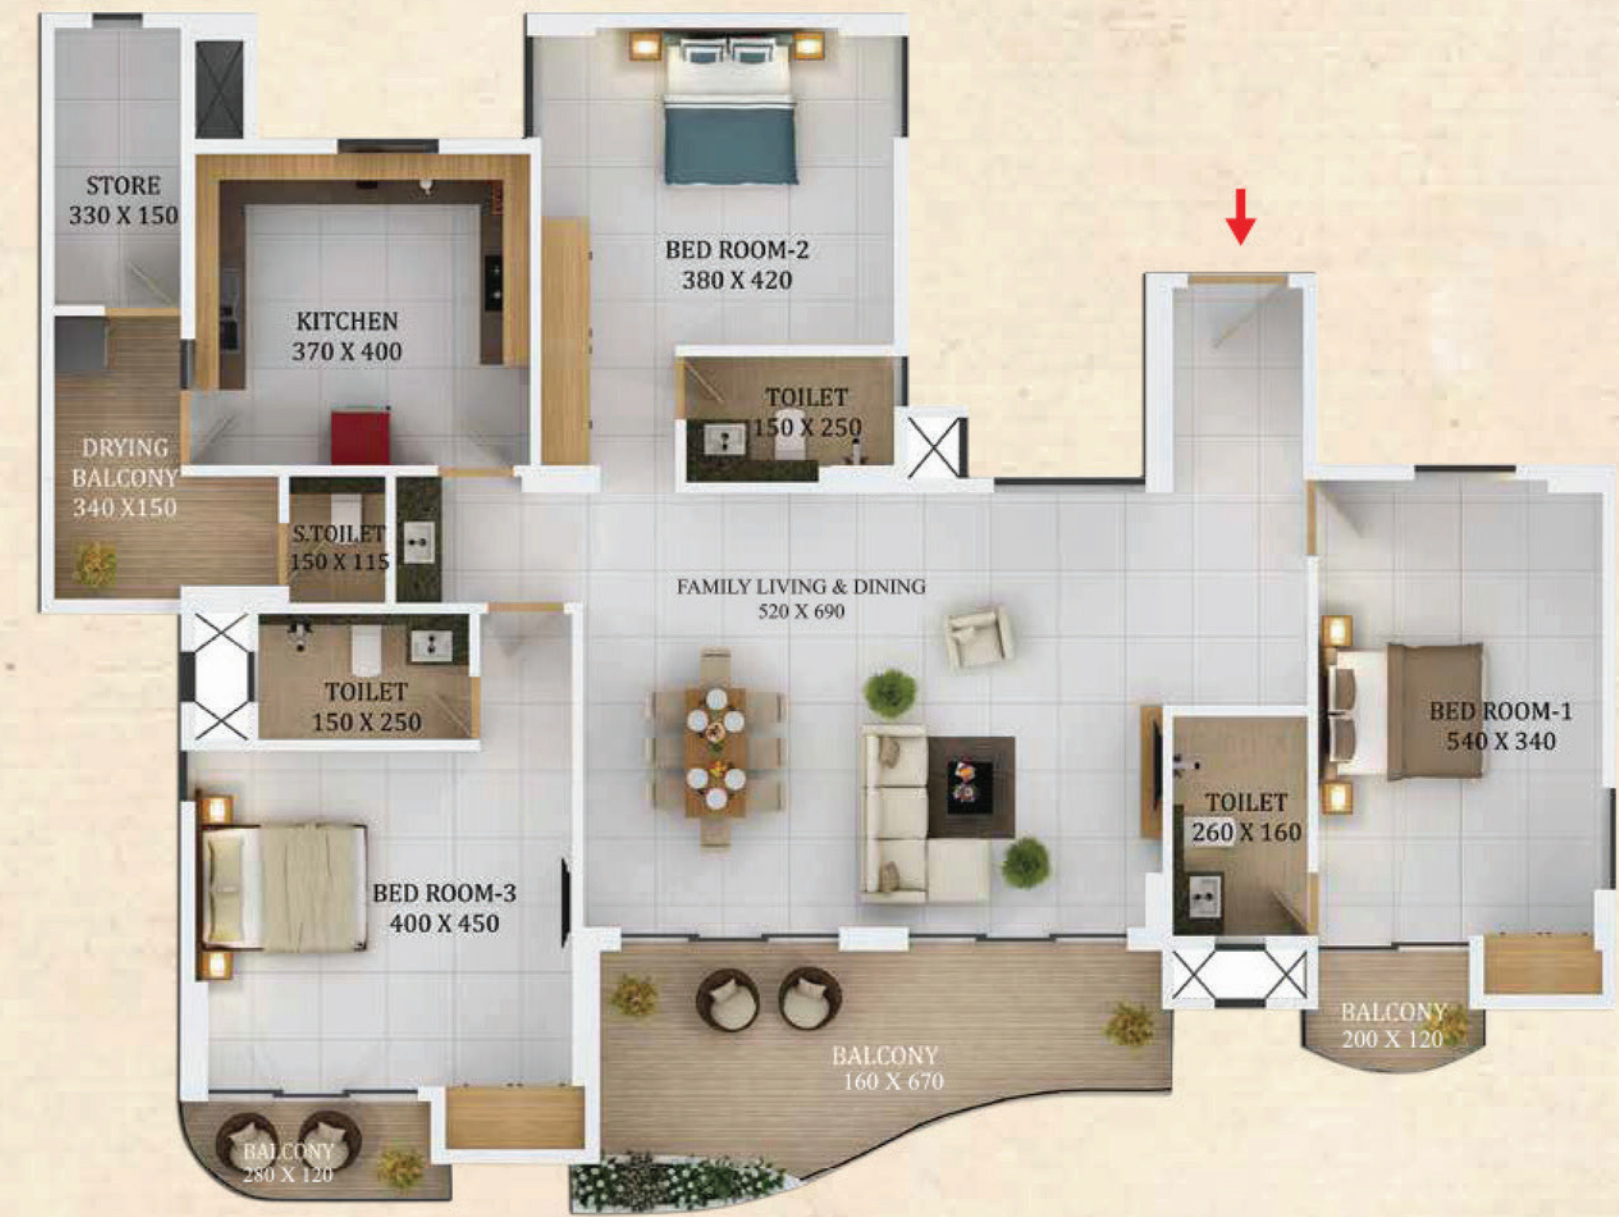 STORE
330 X 150
KITCHEN
370 X 400
BED ROOM-2
380 X 420
TOILET
150 X 250
DRYING
BALCONY
340 X150
S.TOILET
150 X 115
FAMILY LIVING & DINING
520 X 690
TOILET
150 X 250
BED ROOM-1
540 X 340
TOILET
260 X 160
BED ROOM-3
400 X 450
BALCONY
200 X 120
BALCONY
160 X 670
BALCONY
280 X 120